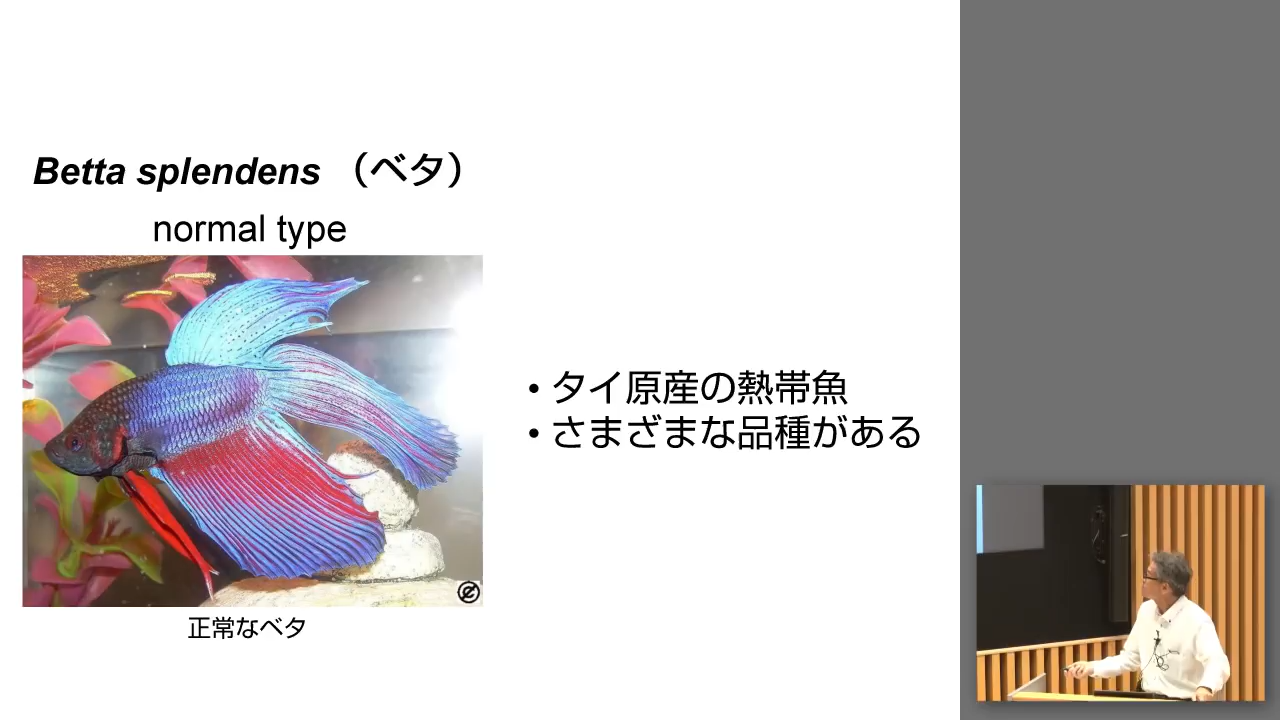 Betta splendens （ベタ）
normal type
• タイ原産の熱帯魚
• さまざまな品種がある
正常なベタ